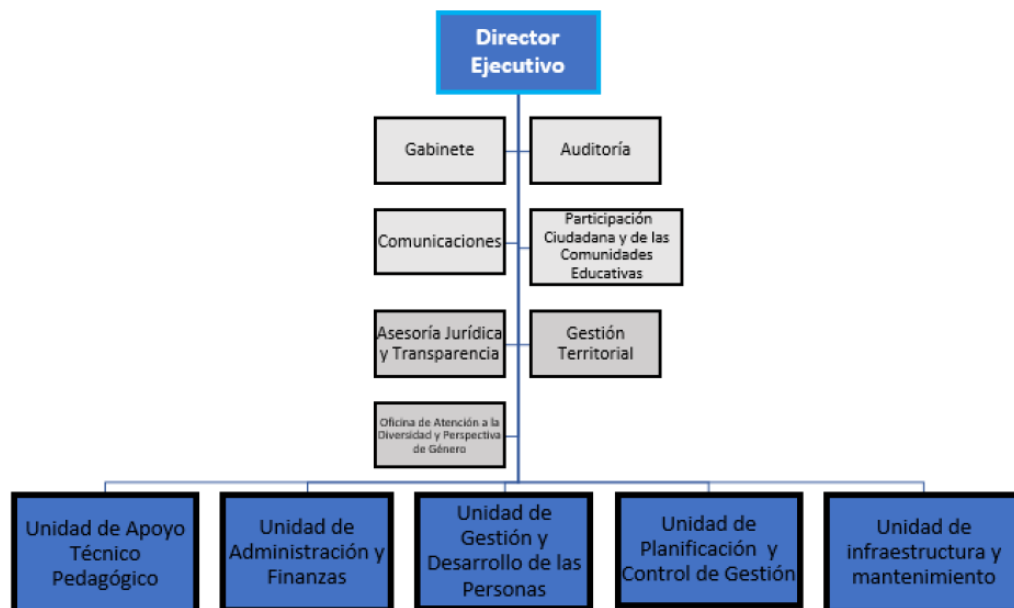 Director
Ejecutivo
Gabinete
Auditoría
Comunicaciones
Participación
Ciudadana y de las
Comunidades
Educativas
Asesoría Jurídica
y Transparencia
Gestión
Territorial
Oficina de Atención a la
Diversidad y Perspectiva
de Género
Unidad de Apoyo
Técnico
Pedagógico
Unidad de
Administración y
Finanzas
Unidad de
Gestión y
Desarrollo de las
Personas
Unidad de
Planificación y
Control de Gestión
Unidad de
infraestructura y
mantenimiento